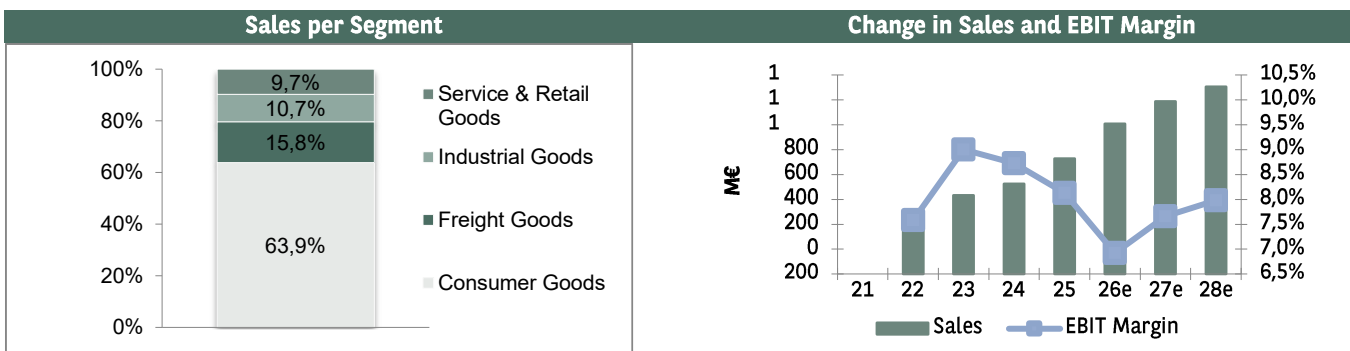 Sales per Segment
100%
80%
60%
40%
20%
0%
9,7%
10,7%
15,8%
63,9%
Service & Retail
Goods
Industrial Goods
Freight Goods
Consumer Goods
Change in Sales and EBIT Margin
M€
1
1
1
800
600
400
200
0
200
10,5%
10,0%
9,5%
9,0%
8,5%
8,0%
7,5%
7,0%
6,5%
21 22 23 24 25 26e 27e 28e
Sales EBIT Margin